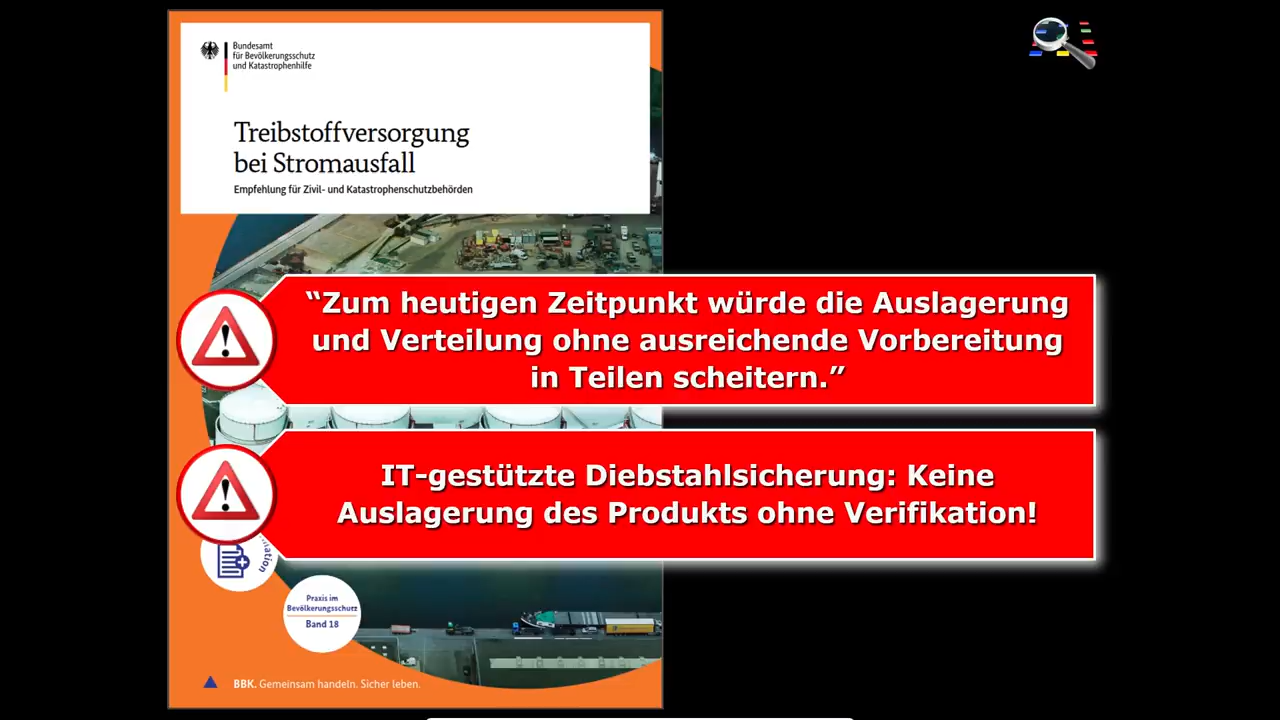 Bundesamt
für Bevölkerungsschutz
und Katastrophenhilfe
Treibstoffversorgung
bei Stromausfall
Empfehlung für Zivil- und Katastrophenschutzbehörden
“Zum heutigen Zeitpunkt würde die Auslagerung
und Verteilung ohne ausreichende Vorbereitung
in Teilen scheitern.”
IT-gestützte Diebstahlsicherung: Keine
Auslagerung des Produkts ohne Verifikation!
Praxis im
Bevölkerungsschutz
Band 18
BBK. Gemeinsam handeln. Sicher leben.